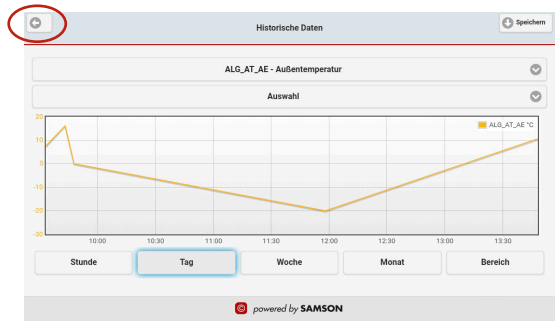 Historische Daten
Speichern
ALG_AT_AE - Außentemperatur
Auswahl
20
10
0
-10
-20
-30
ALG_AT_AE °C
10:00 10:30 11:00 11:30 12:00 12:30 13:00 13:30
Stunde Tag Woche Monat Bereich
© powered by SAMSON